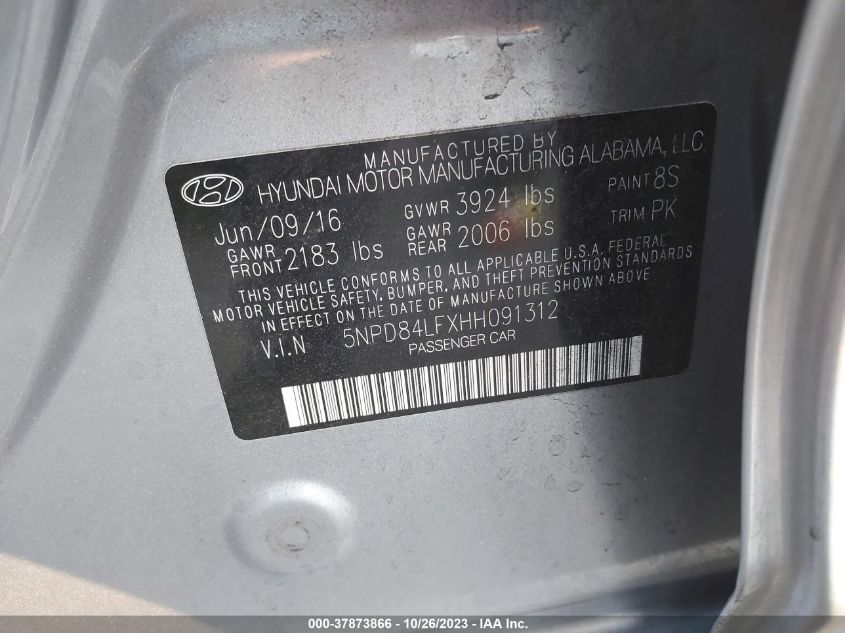 MANUFACTURED BY
HYUNDAI MOTOR MANUFACTURING ALABAMA, LLC.
Jun/09/16 GVWR 3924 lbs PAINT 8S
GAWR FRONT 2183 lbs GAWR REAR 2006 lbs TRIM PK
THIS VEHICLE CONFORMS TO ALL APPLICABLE U.S.A. FEDERAL
MOTOR VEHICLE SAFETY, BUMPER, AND THEFT PREVENTION STANDARDS
IN EFFECT ON THE DATE OF MANUFACTURE SHOWN ABOVE
V.I.N 5NPD84LFXHH091312
PASSENGER CAR
000-37873866 - 10/26/2023 - IAA Inc.